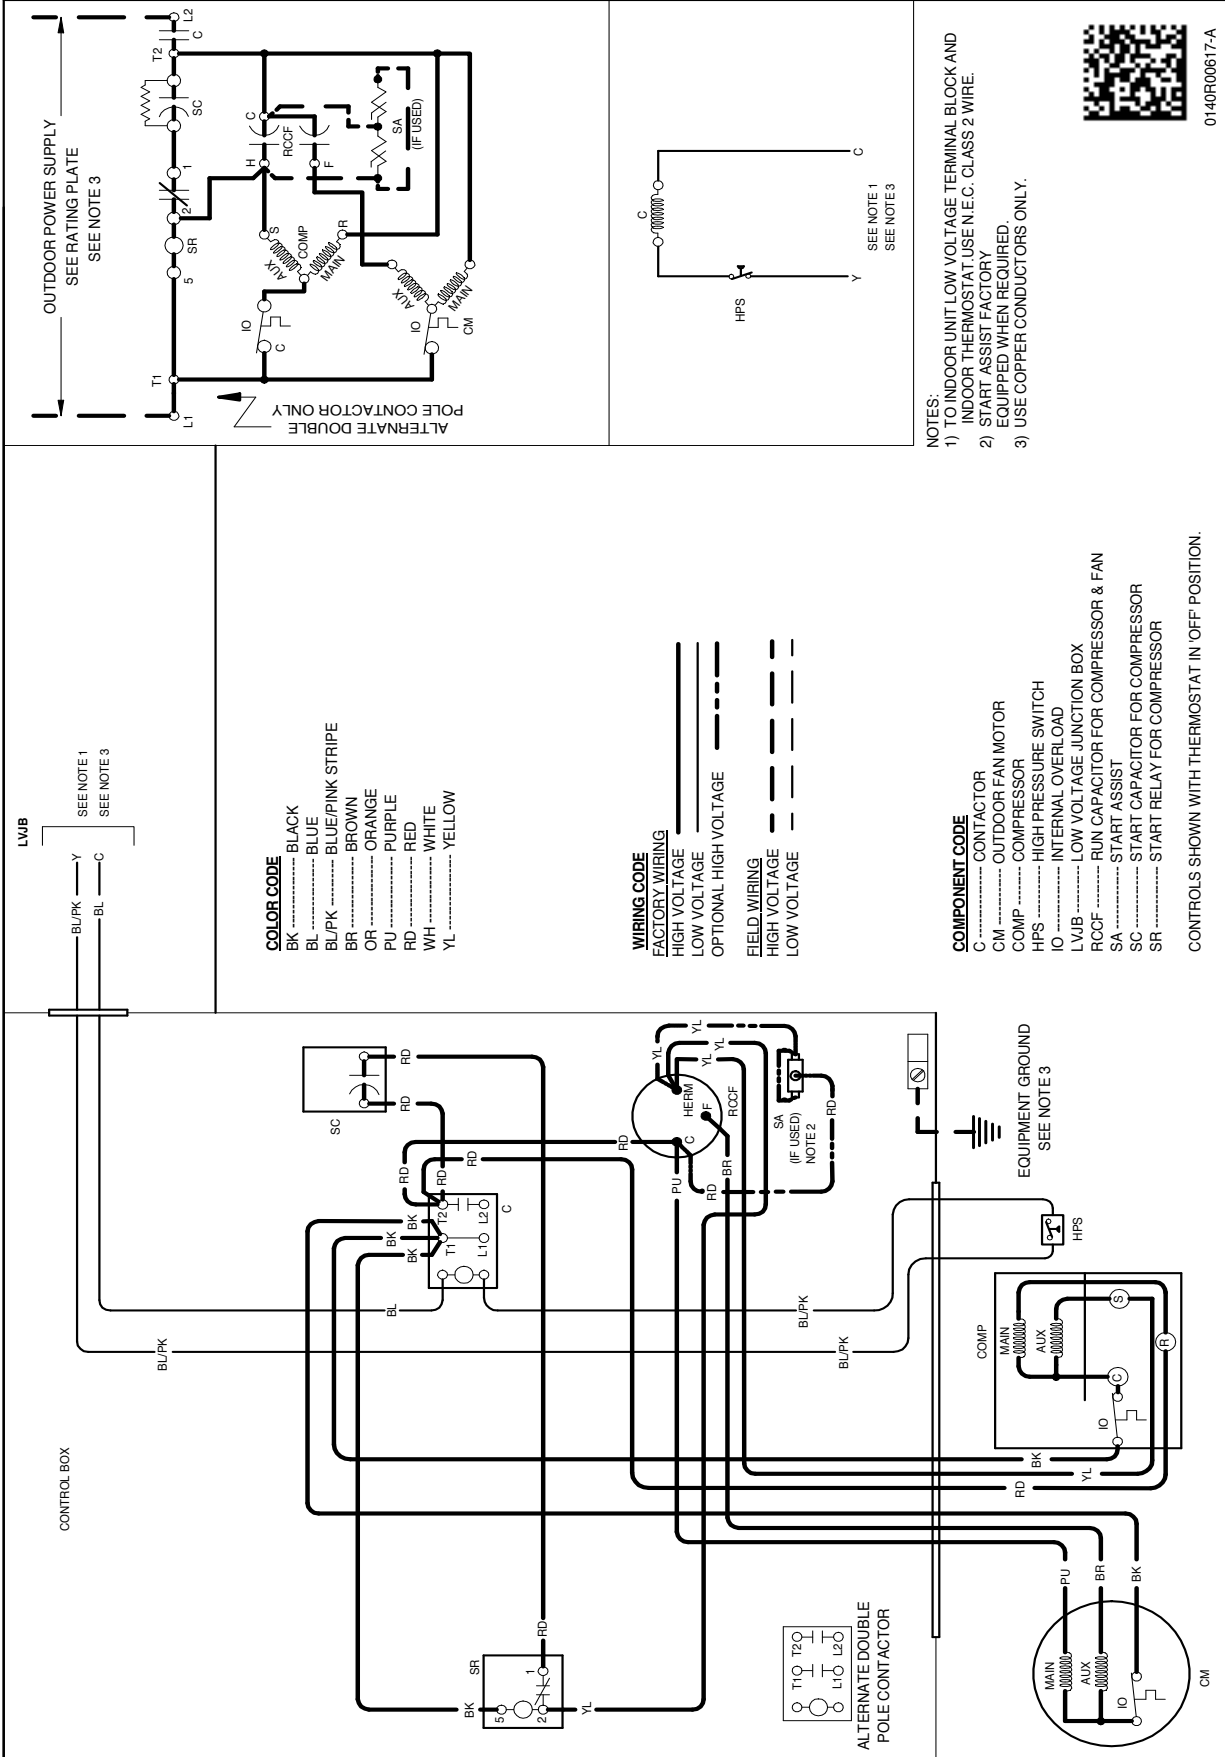 CONTROL BOX
LVJB
BL/PK
Y
BL
C
SEE NOTE 1
SEE NOTE 3
BL/PK
BL
BL/PK
BL/PK
SC
RD
RD
RD
RD
RD
RD
BK
BK
BK
T2
T1
L2
L1
C
SR
BK
5
2
1
RD
YL
PU
RD
BR
HERM
F
C
RCCF
YL
YL
YL
YL
SA
(IF USED)
NOTE 2
RD
HPS
EQUIPMENT GROUND
SEE NOTE 3
COMP
MAIN
AUX
S
R
C
IO
BK
YL
RD
PU
BR
BK
MAIN
AUX
IO
CM
T1
T2
L1
L2
ALTERNATE DOUBLE
POLE CONTACTOR
COLOR CODE
BK ---------- BLACK
BL ---------- BLUE
BL/PK ---------- BLUE/PINK STRIPE
BR ---------- BROWN
OR ---------- ORANGE
PU ---------- PURPLE
RD ---------- RED
WH ---------- WHITE
YL ---------- YELLOW
WIRING CODE
FACTORY WIRING
HIGH VOLTAGE
LOW VOLTAGE
OPTIONAL HIGH VOLTAGE
FIELD WIRING
HIGH VOLTAGE
LOW VOLTAGE
COMPONENT CODE
C ---------- CONTACTOR
CM ---------- OUTDOOR FAN MOTOR
COMP ---------- COMPRESSOR
HPS ---------- HIGH PRESSURE SWITCH
IO ---------- INTERNAL OVERLOAD
LVJB ---------- LOW VOLTAGE JUNCTION BOX
RCCF ---------- RUN CAPACITOR FOR COMPRESSOR & FAN
SA ---------- START ASSIST
SC ---------- START CAPACITOR FOR COMPRESSOR
SR ---------- START RELAY FOR COMPRESSOR
CONTROLS SHOWN WITH THERMOSTAT IN 'OFF' POSITION.
OUTDOOR POWER SUPPLY
SEE RATING PLATE
SEE NOTE 3
L1
T1
5
SR
2
1
SC
T2
C
L2
ALTERNATE DOUBLE
POLE CONTACTOR ONLY
C
IO
AUX
S
COMP
MAIN
R
H
RCCF
C
F
SA
(IF USED)
IO
CM
AUX
MAIN
C
HPS
Y
C
SEE NOTE 1
SEE NOTE 3
NOTES:
1) TO INDOOR UNIT LOW VOLTAGE TERMINAL BLOCK AND
INDOOR THERMOSTAT.USE N.E.C. CLASS 2 WIRE.
2) START ASSIST FACTORY
EQUIPPED WHEN REQUIRED.
3) USE COPPER CONDUCTORS ONLY.
0140R00617-A